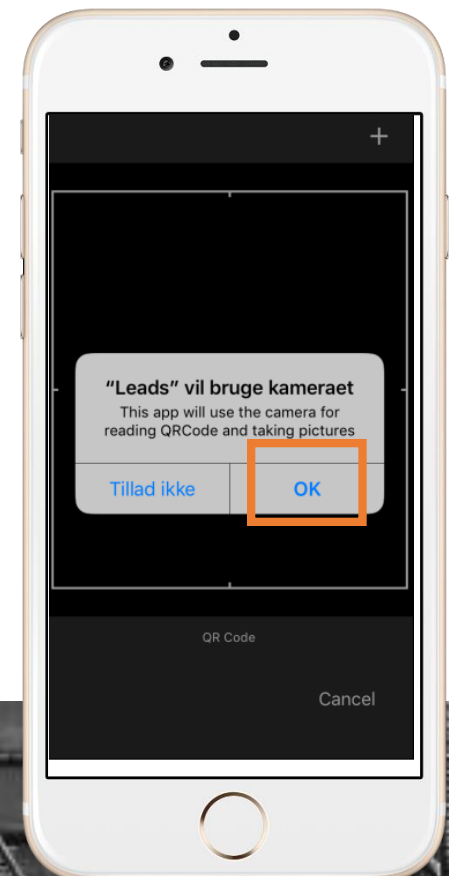 +
“Leads” vil bruge kameraet
This app will use the camera for
reading QRCode and taking pictures
Tillad ikke
OK
QR Code
Cancel